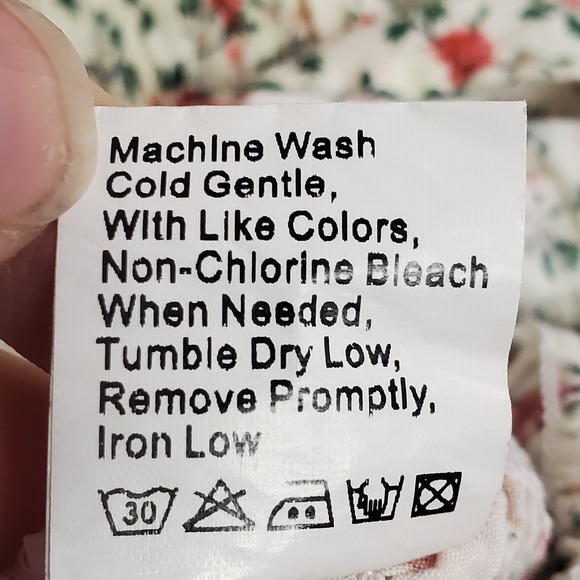 Machine Wash
Cold Gentle,
With Like Colors,
Non-Chlorine Bleach
When Needed,
Tumble Dry Low,
Remove Promptly,
Iron Low
30